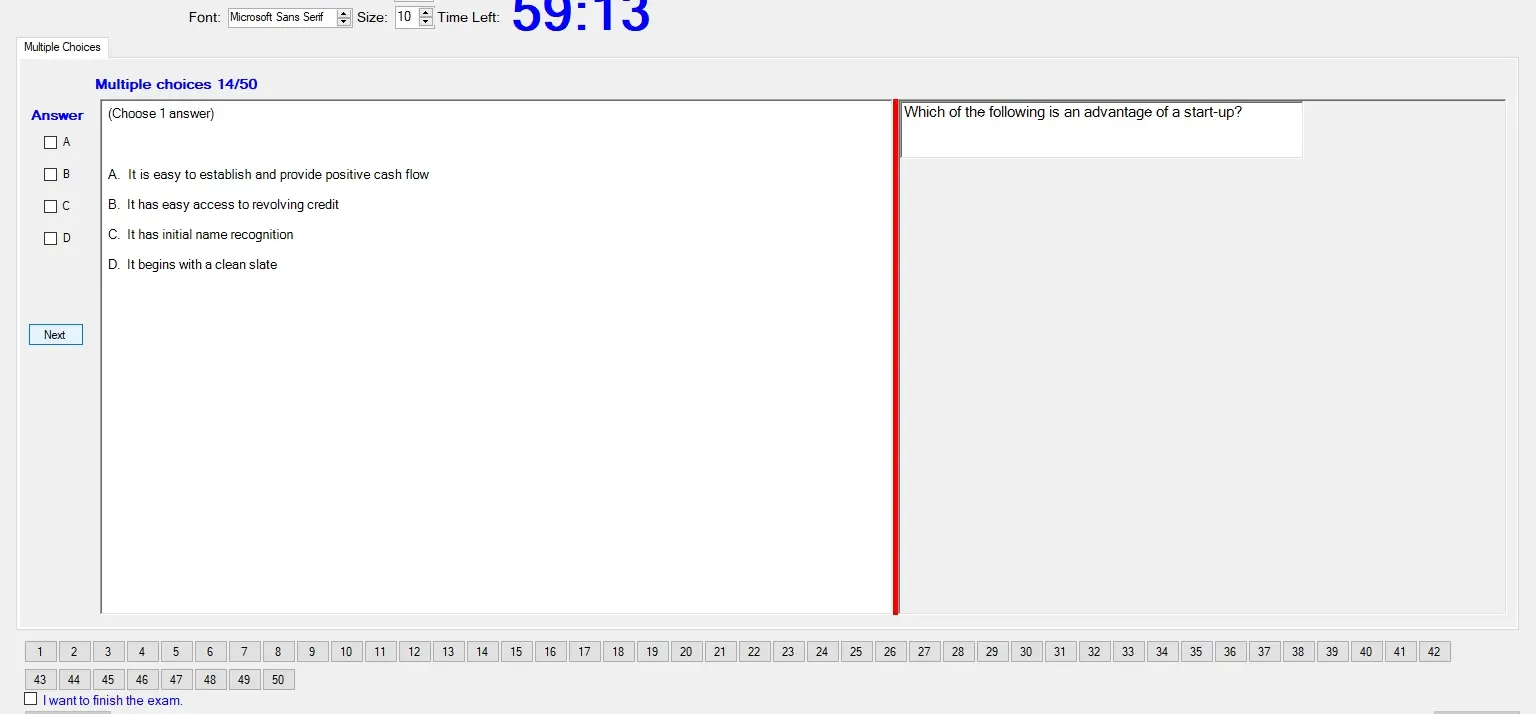 Font: Microsoft Sans Serif Size: 10 Time Left: 59:13
Multiple Choices
Multiple choices 14/50
Answer
(Choose 1 answer)
Which of the following is an advantage of a start-up?
A
B
C
D
A. It is easy to establish and provide positive cash flow
B. It has easy access to revolving credit
C. It has initial name recognition
D. It begins with a clean slate
Next
1 2 3 4 5 6 7 8 9 10 11 12 13 14 15 16 17 18 19 20 21 22 23 24 25 26 27 28 29 30 31 32 33 34 35 36 37 38 39 40 41 42
43 44 45 46 47 48 49 50
I want to finish the exam.